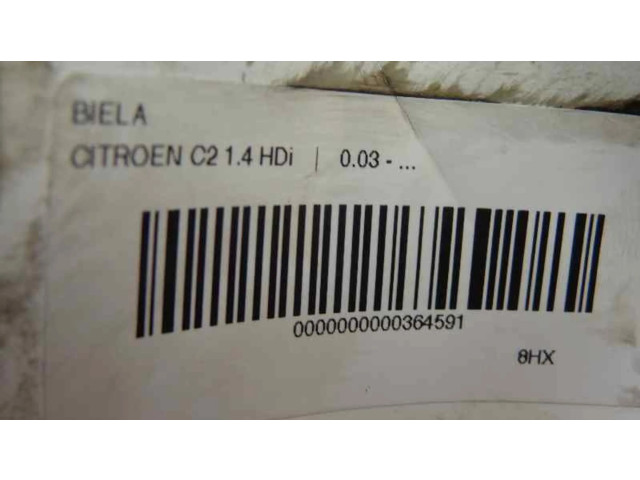 BIELA
CITROEN C2 1.4 HDi | 0.03 - ...
0000000000364591
8HX